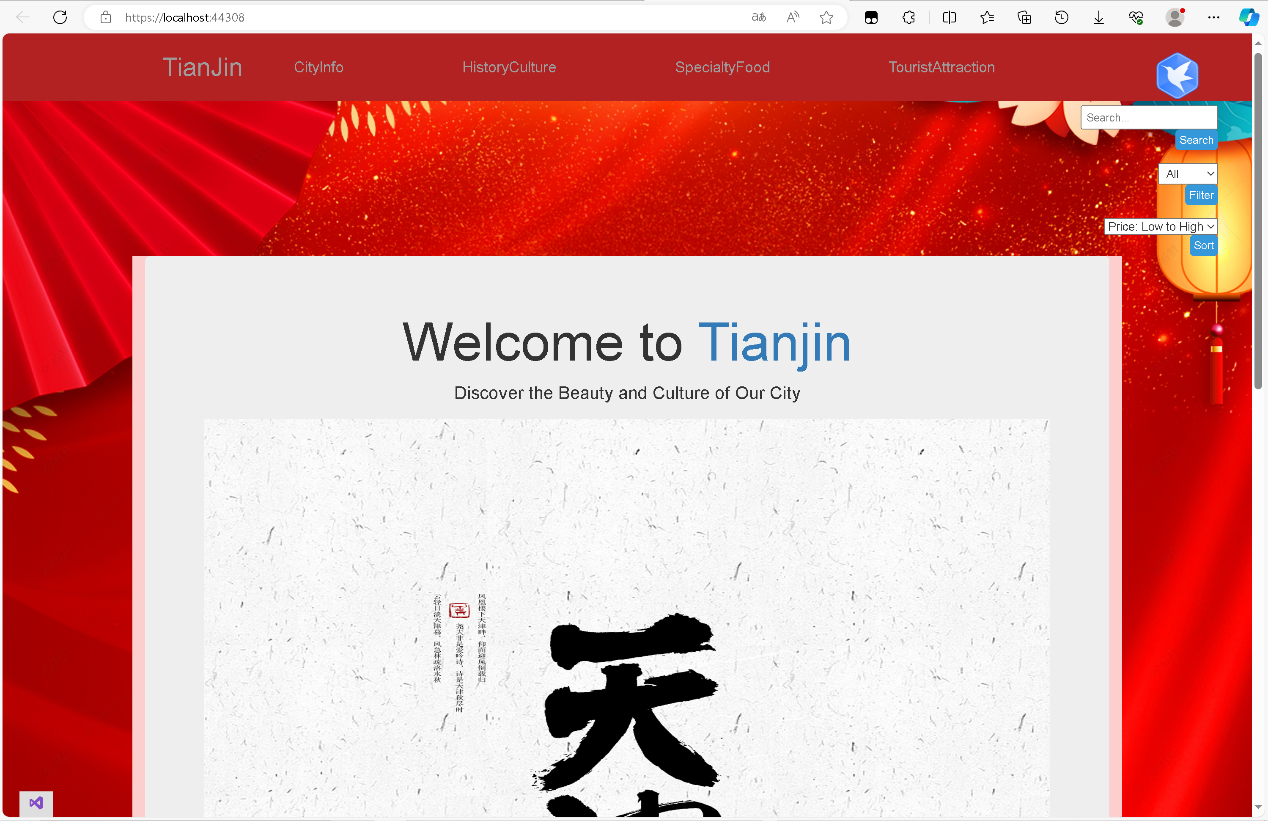 https://localhost:44308
TianJin
CityInfo
HistoryCulture
SpecialtyFood
TouristAttraction
Search...
Search
All
Filter
Price: Low to High
Sort
Welcome to Tianjin
Discover the Beauty and Culture of Our City
天